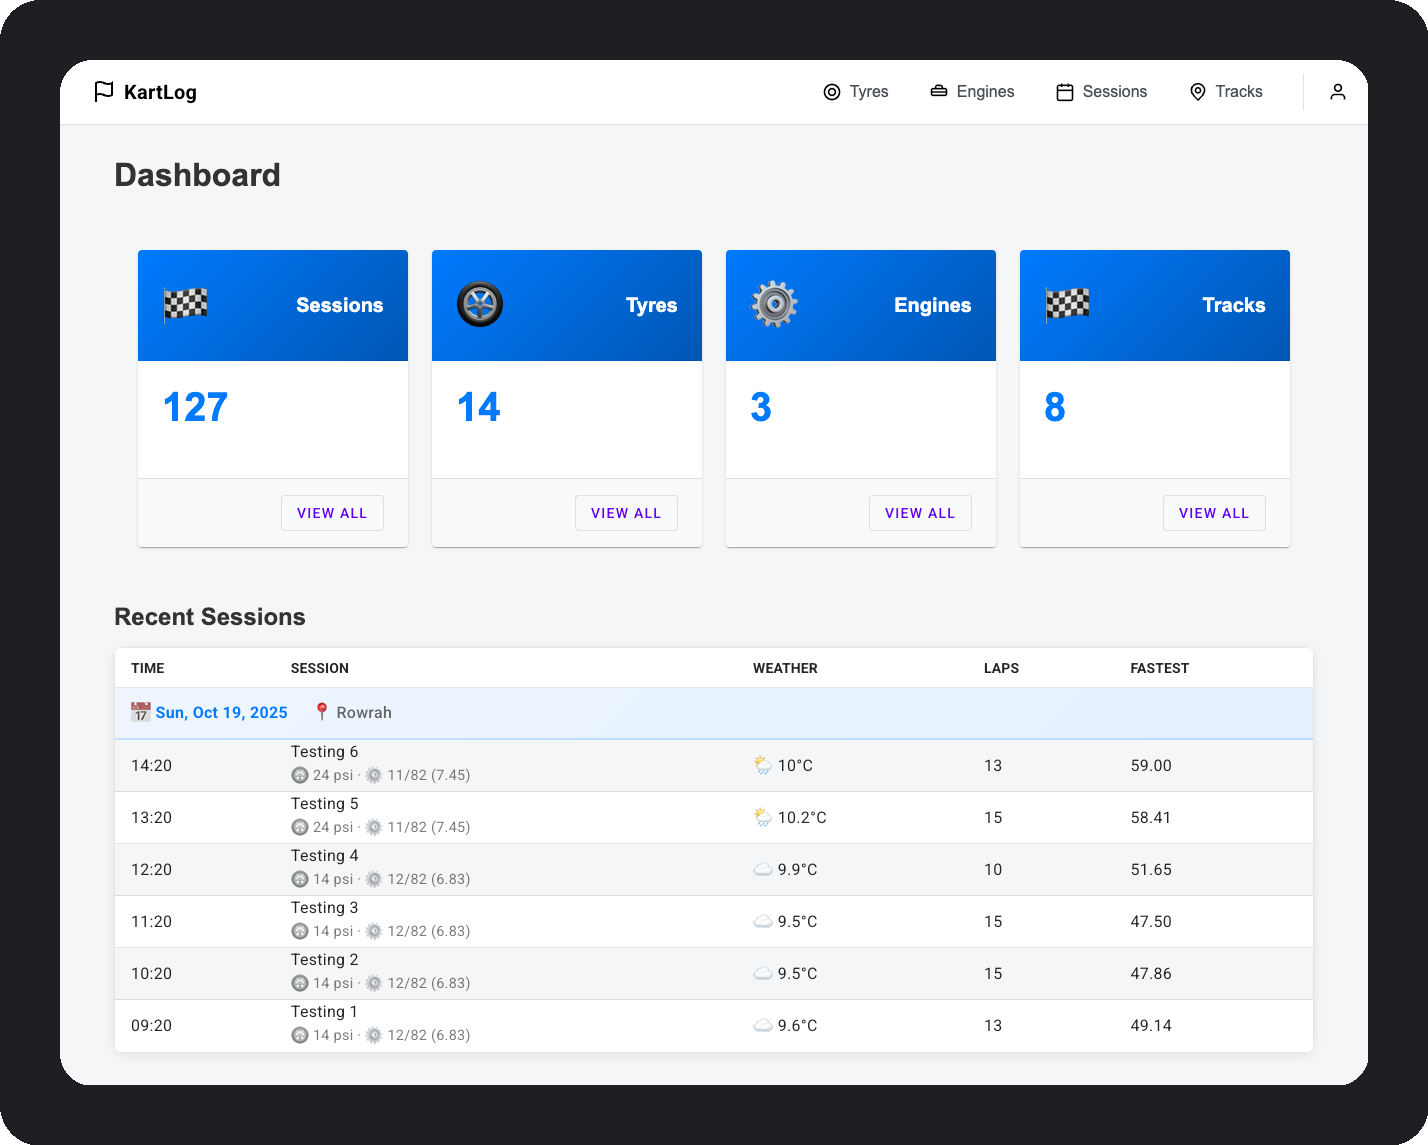 KartLog
Tyres
Engines
Sessions
Tracks
Dashboard
Sessions
Tyres
Engines
Tracks
127
14
3
8
VIEW ALL
VIEW ALL
VIEW ALL
VIEW ALL
Recent Sessions
TIME SESSION WEATHER LAPS FASTEST
17 Sun, Oct 19, 2025 Rowrah
Testing 6
14:20 24 psi · 11/82 (7.45) 10°C 13 59.00
Testing 5
13:20 24 psi · 11/82 (7.45) 10.2°C 15 58.41
Testing 4
12:20 14 psi · 12/82 (6.83) 9.9°C 10 51.65
Testing 3
11:20 14 psi · 12/82 (6.83) 9.5°C 15 47.50
Testing 2
10:20 14 psi · 12/82 (6.83) 9.5°C 15 47.86
Testing 1
09:20 14 psi · 12/82 (6.83) 9.6°C 13 49.14